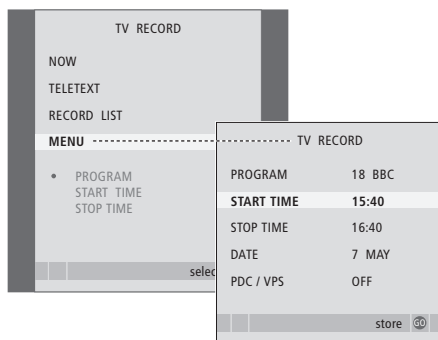 TV RECORD
NOW
TELETEXT
RECORD LIST
MENU
• PROGRAM
START TIME
STOP TIME
TV RECORD
PROGRAM 18 BBC
START TIME 15:40
STOP TIME 16:40
DATE 7 MAY
PDC / VPS OFF
store GO